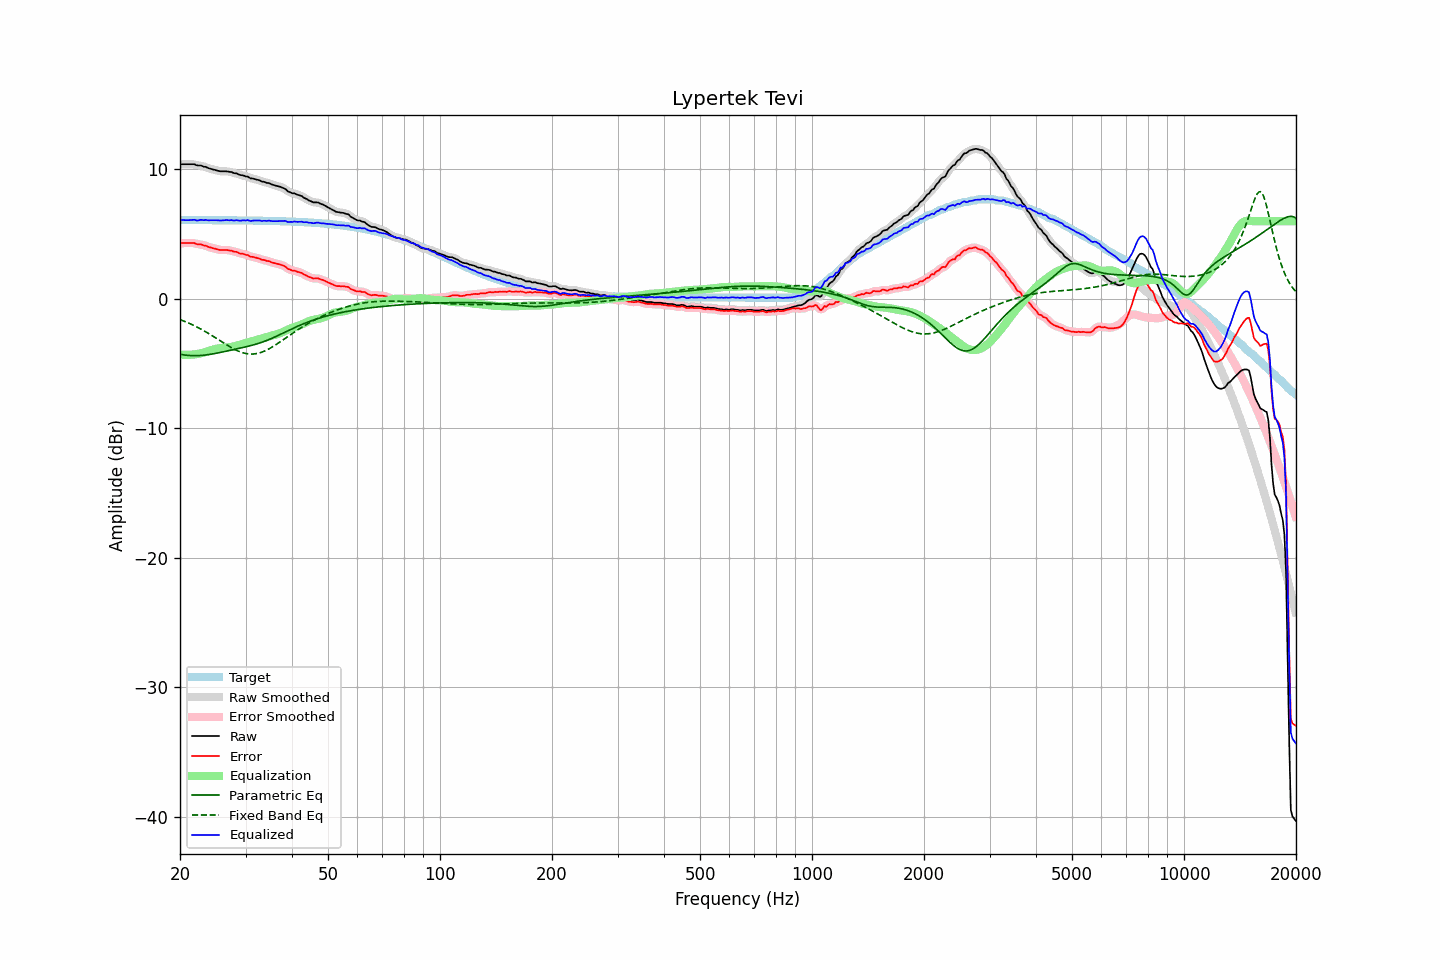 Lypertek Tevi
Amplitude (dBr)
10
0
−10
−20
−30
−40
Target
Raw Smoothed
Error Smoothed
Raw
Error
Equalization
Parametric Eq
Fixed Band Eq
Equalized
20 50 100 200 500 1000 2000 5000 10000 20000
Frequency (Hz)